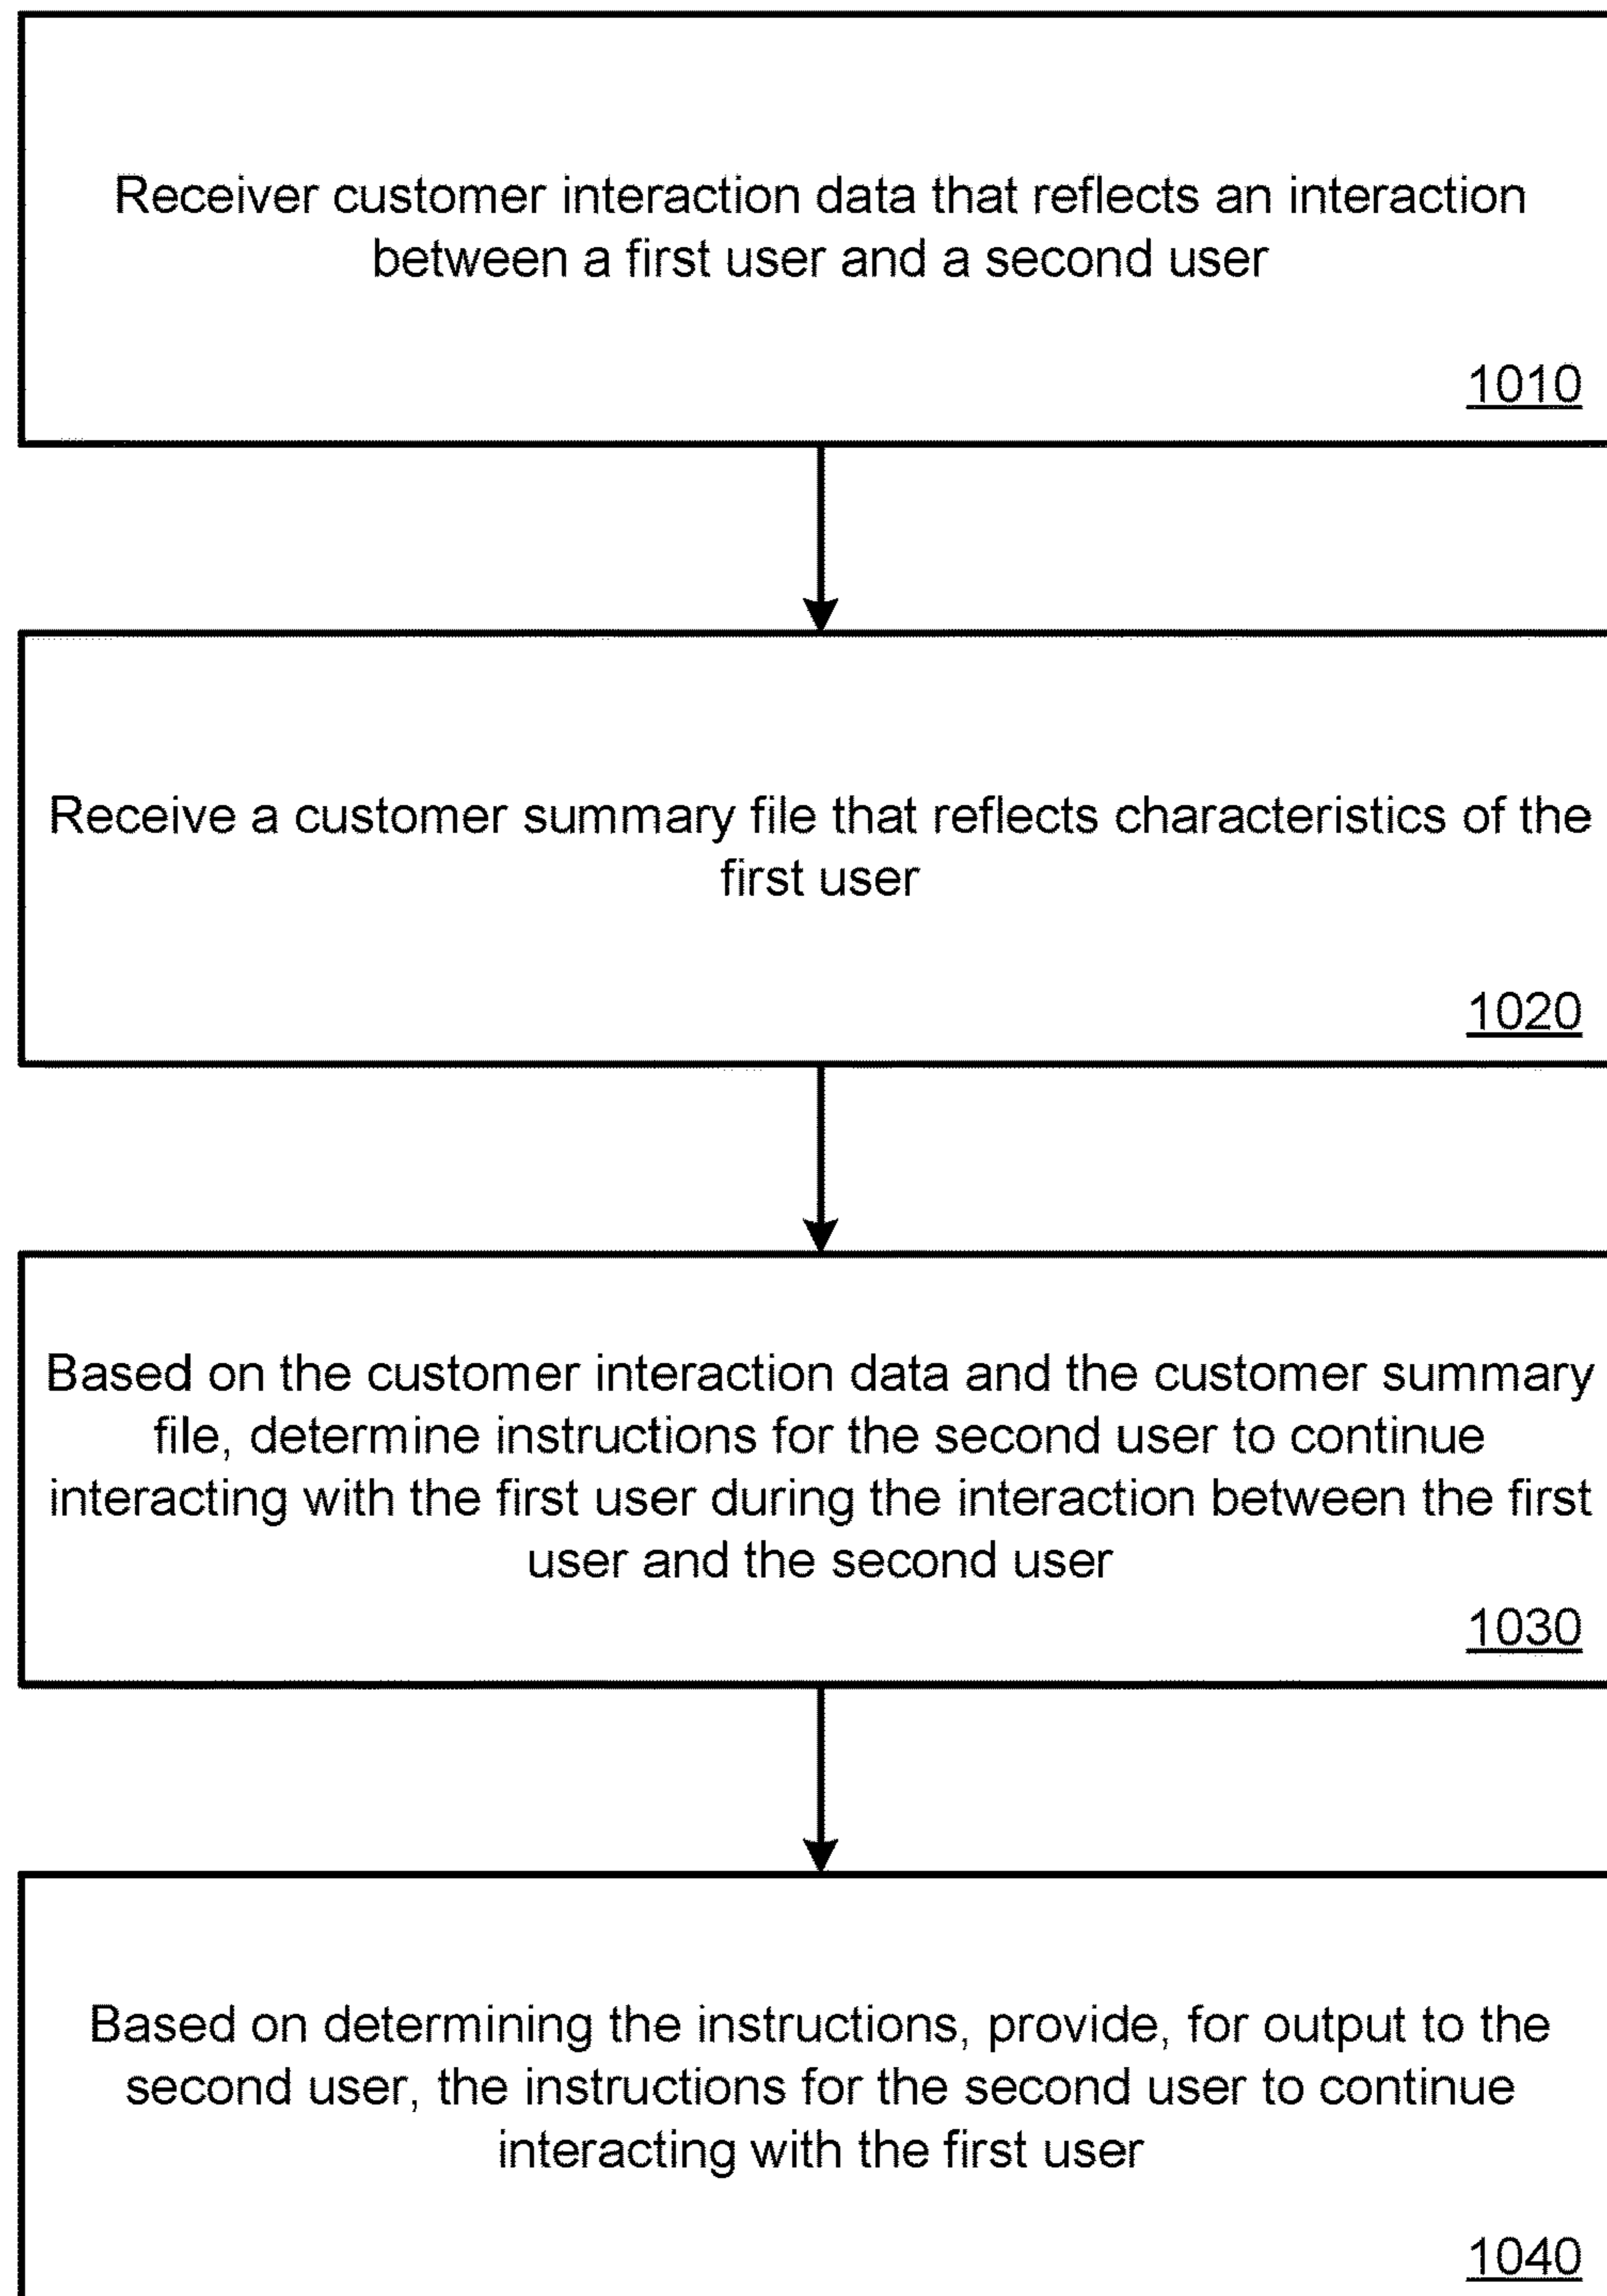 Receiver customer interaction data that reflects an interaction
between a first user and a second user
1010
Receive a customer summary file that reflects characteristics of the
first user
1020
Based on the customer interaction data and the customer summary
file, determine instructions for the second user to continue
interacting with the first user during the interaction between the first
user and the second user
1030
Based on determining the instructions, provide, for output to the
second user, the instructions for the second user to continue
interacting with the first user
1040